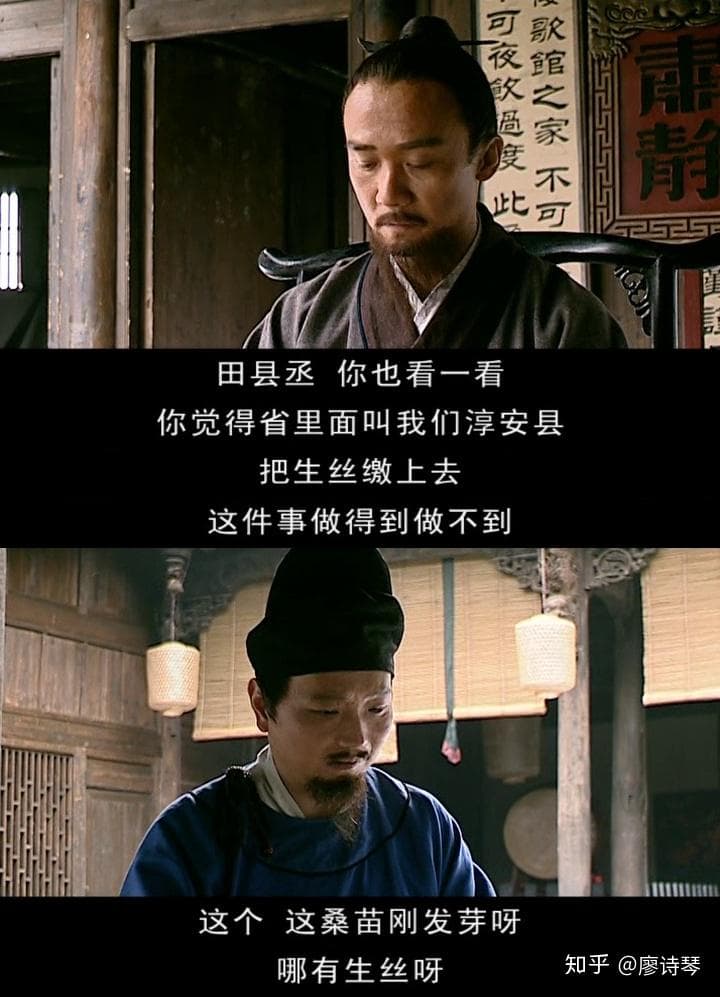 肅靜
歌館之家 不可
可夜飲過度 此
田县丞 你也看一看
你觉得省里面叫我们淳安县
把生丝缴上去
这件事做得到做不到
这个 这桑苗刚发芽呀
哪有生丝呀
知乎 @廖诗琴